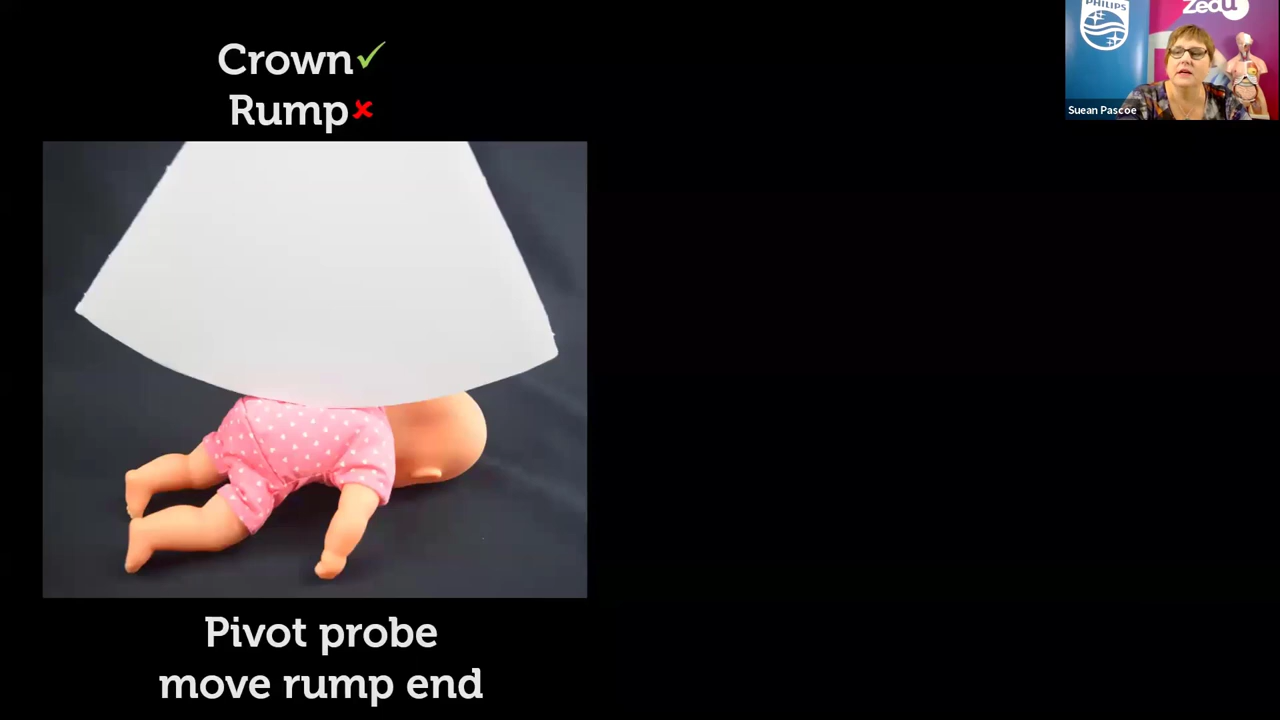 Crown✓
Rump✘
Pivot probe
move rump end
PHILIPS
ZedU
Suean Pascoe